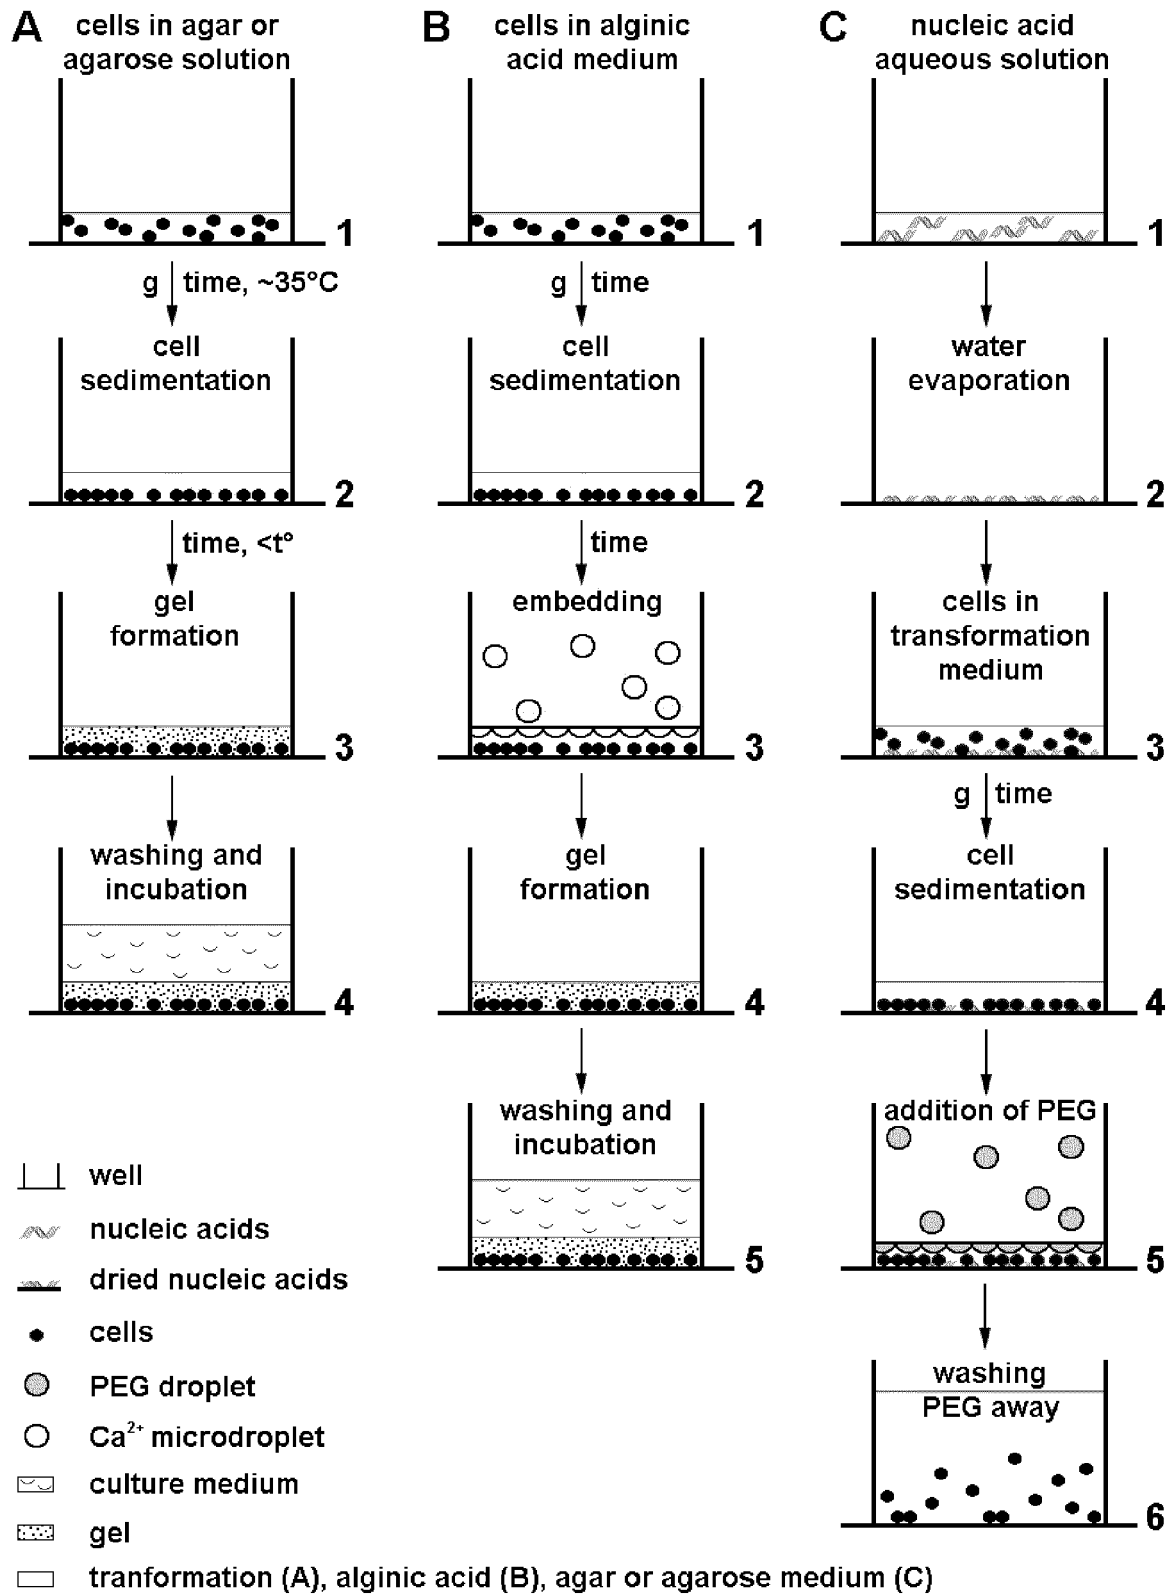 A
cells in agar or
agarose solution
1
g
time, ~35°C
cell
sedimentation
2
time, <t°
gel
formation
3
washing and
incubation
4
B
cells in alginic
acid medium
1
g
time
cell
sedimentation
2
time
embedding
3
gel
formation
4
washing and
incubation
5
C
nucleic acid
aqueous solution
1
water
evaporation
2
cells in
transformation
medium
3
g
time
cell
sedimentation
4
addition of PEG
5
washing
PEG away
6
well
nucleic acids
dried nucleic acids
cells
PEG droplet
Ca²⁺ microdroplet
culture medium
gel
tranformation (A), alginic acid (B), agar or agarose medium (C)